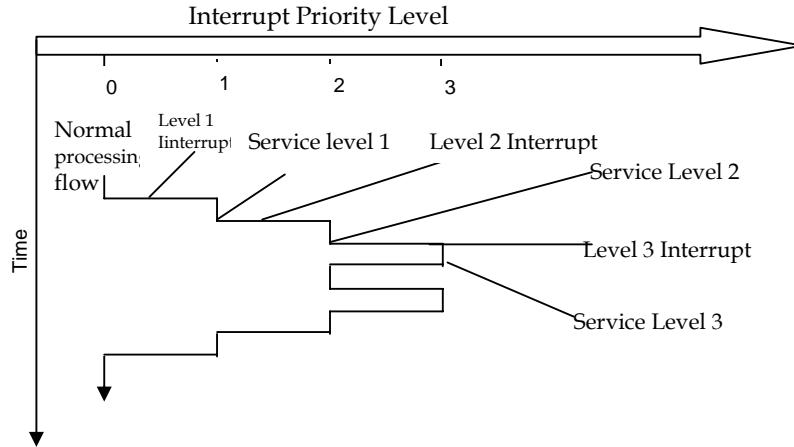 Interrupt Priority Level
0
1
2
3
Normal
processing
flow
Level 1
Iinterrupt
Service level 1
Level 2 Interrupt
Service Level 2
Level 3 Interrupt
Service Level 3
Time